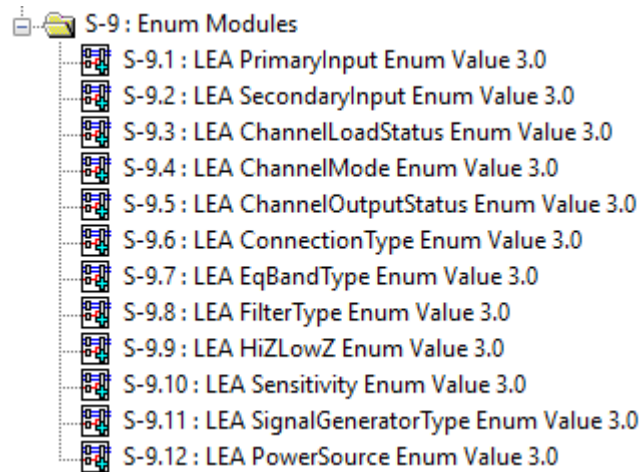 S-9 : Enum Modules
S-9.1 : LEA PrimaryInput Enum Value 3.0
S-9.2 : LEA SecondaryInput Enum Value 3.0
S-9.3 : LEA ChannelLoadStatus Enum Value 3.0
S-9.4 : LEA ChannelMode Enum Value 3.0
S-9.5 : LEA ChannelOutputStatus Enum Value 3.0
S-9.6 : LEA ConnectionType Enum Value 3.0
S-9.7 : LEA EqBandType Enum Value 3.0
S-9.8 : LEA FilterType Enum Value 3.0
S-9.9 : LEA HiZLowZ Enum Value 3.0
S-9.10 : LEA Sensitivity Enum Value 3.0
S-9.11 : LEA SignalGeneratorType Enum Value 3.0
S-9.12 : LEA PowerSource Enum Value 3.0